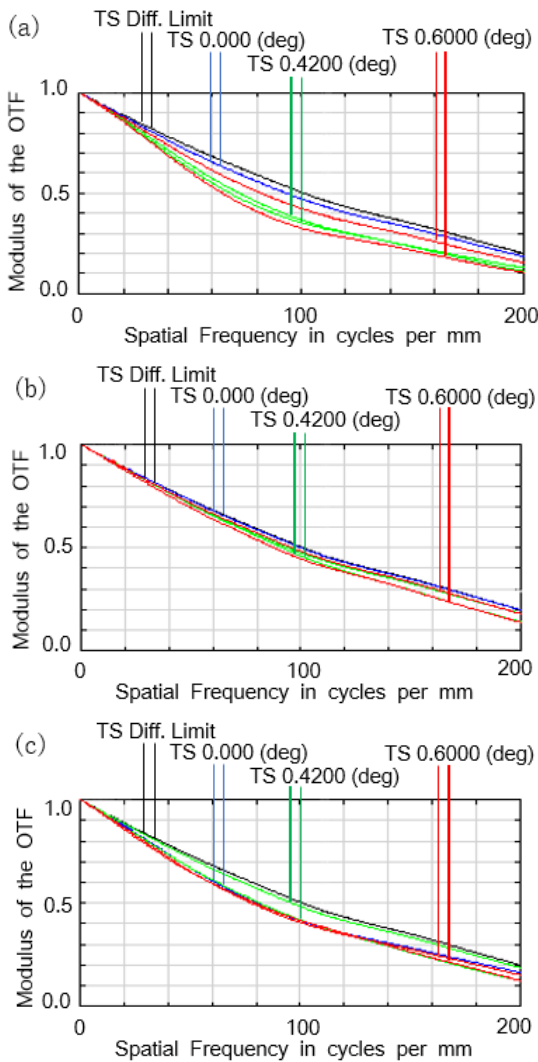 (a)
TS Diff. Limit
TS 0.000 (deg)
TS 0.4200 (deg)
TS 0.6000 (deg)
Modulus of the OTF
1.0
0.5
0.0
0
100
200
Spatial Frequency in cycles per mm
(b)
TS Diff. Limit
TS 0.000 (deg)
TS 0.4200 (deg)
TS 0.6000 (deg)
Modulus of the OTF
1.0
0.5
0.0
0
100
200
Spatial Frequency in cycles per mm
(c)
TS Diff. Limit
TS 0.000 (deg)
TS 0.4200 (deg)
TS 0.6000 (deg)
Modulus of the OTF
1.0
0.5
0.0
0
100
200
Spatial Frequency in cycles per mm